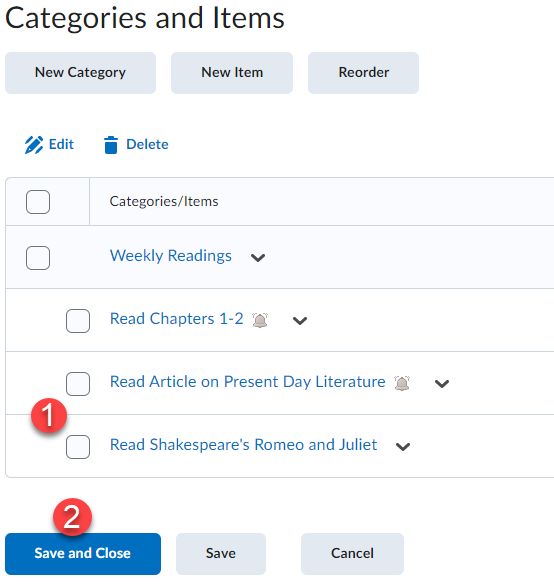 Categories and Items
New Category New Item Reorder
Edit Delete
Categories/Items
Weekly Readings
Read Chapters 1-2
Read Article on Present Day Literature
1
Read Shakespeare's Romeo and Juliet
2
Save and Close Save Cancel